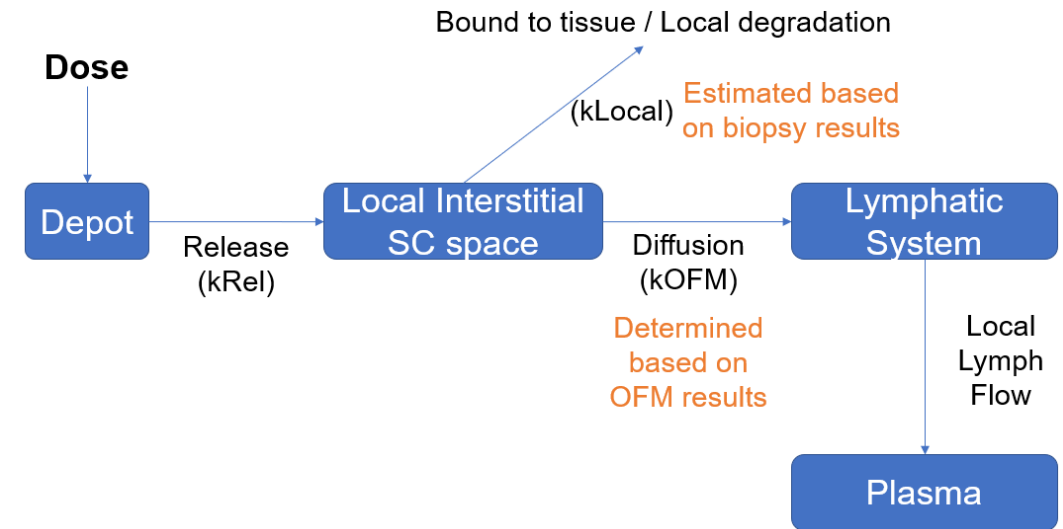 Bound to tissue / Local degradation
Dose
(kLocal)
Estimated based
on biopsy results
Depot
Release
(kRel)
Local Interstitial
SC space
Diffusion
(kOFM)
Determined
based on
OFM results
Lymphatic
System
Local
Lymph
Flow
Plasma